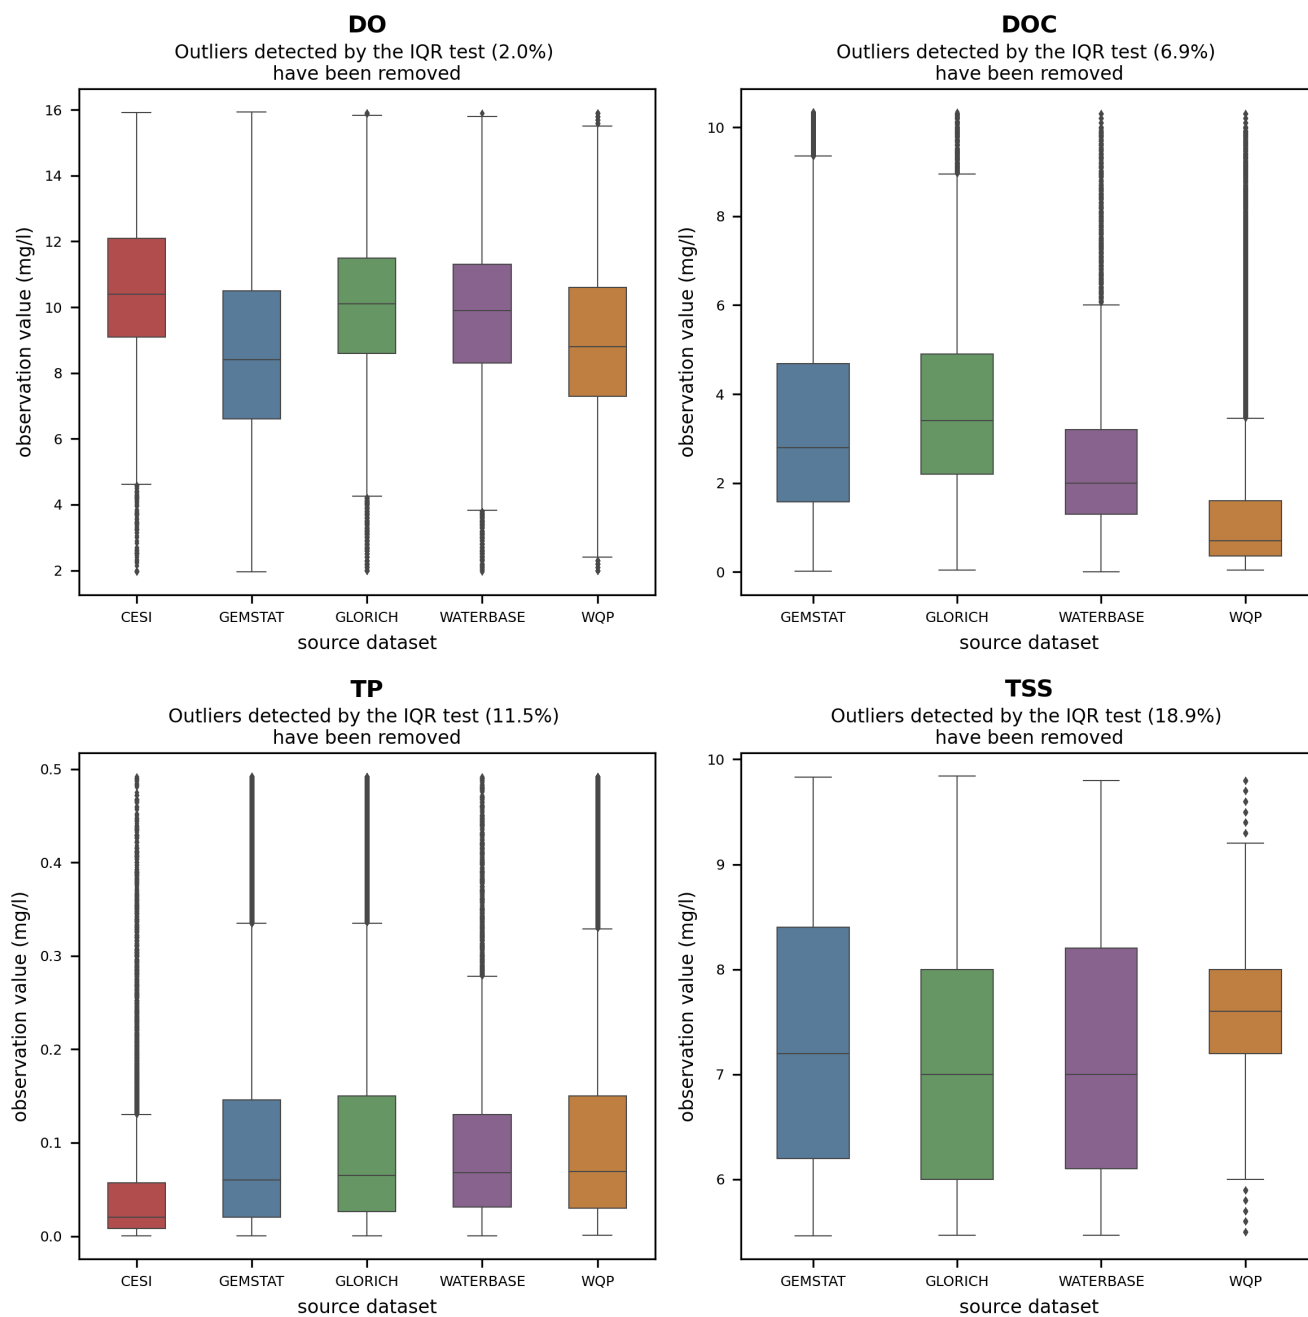 DO
Outliers detected by the IQR test (2.0%)
have been removed
observation value (mg/l)
16
14
12
10
8
6
4
2
CESI
GEMSTAT
GLORICH
WATERBASE
WQP
source dataset
DOC
Outliers detected by the IQR test (6.9%)
have been removed
observation value (mg/l)
10
8
6
4
2
0
GEMSTAT
GLORICH
WATERBASE
WQP
source dataset
TP
Outliers detected by the IQR test (11.5%)
have been removed
observation value (mg/l)
0.5
0.4
0.3
0.2
0.1
0.0
CESI
GEMSTAT
GLORICH
WATERBASE
WQP
source dataset
TSS
Outliers detected by the IQR test (18.9%)
have been removed
observation value (mg/l)
10
9
8
7
6
GEMSTAT
GLORICH
WATERBASE
WQP
source dataset